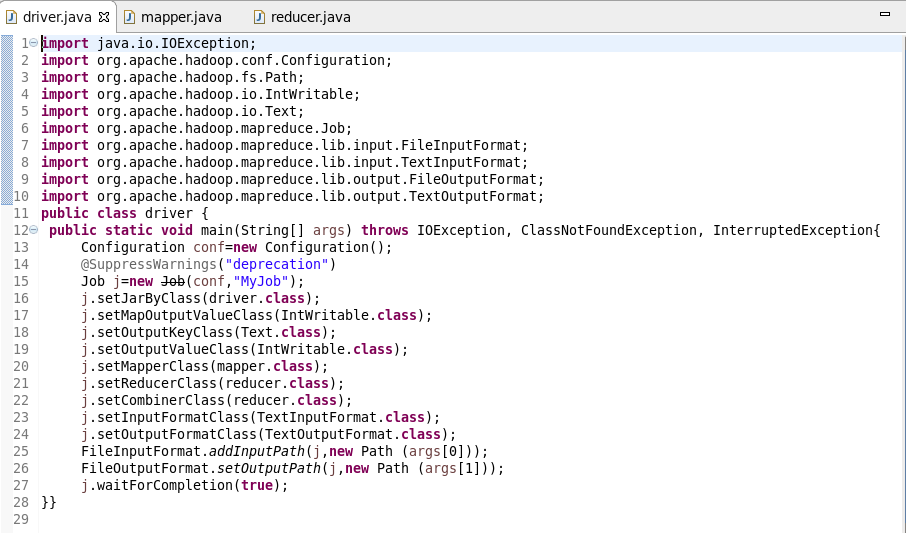 driver.java mapper.java reducer.java
1 import java.io.IOException;
2 import org.apache.hadoop.conf.Configuration;
3 import org.apache.hadoop.fs.Path;
4 import org.apache.hadoop.io.IntWritable;
5 import org.apache.hadoop.io.Text;
6 import org.apache.hadoop.mapreduce.Job;
7 import org.apache.hadoop.mapreduce.lib.input.FileInputFormat;
8 import org.apache.hadoop.mapreduce.lib.input.TextInputFormat;
9 import org.apache.hadoop.mapreduce.lib.output.FileOutputFormat;
10 import org.apache.hadoop.mapreduce.lib.output.TextOutputFormat;
11 public class driver {
12  public static void main(String[] args) throws IOException, ClassNotFoundException, InterruptedException{
13      Configuration conf=new Configuration();
14      @SuppressWarnings("deprecation")
15      Job j=new Job(conf,"MyJob");
16      j.setJarByClass(driver.class);
17      j.setMapOutputValueClass(IntWritable.class);
18      j.setOutputKeyClass(Text.class);
19      j.setOutputValueClass(IntWritable.class);
20      j.setMapperClass(mapper.class);
21      j.setReducerClass(reducer.class);
22      j.setCombinerClass(reducer.class);
23      j.setInputFormatClass(TextInputFormat.class);
24      j.setOutputFormatClass(TextOutputFormat.class);
25      FileInputFormat.addInputPath(j,new Path (args[0]));
26      FileOutputFormat.setOutputPath(j,new Path (args[1]));
27      j.waitForCompletion(true);
28 }}
29